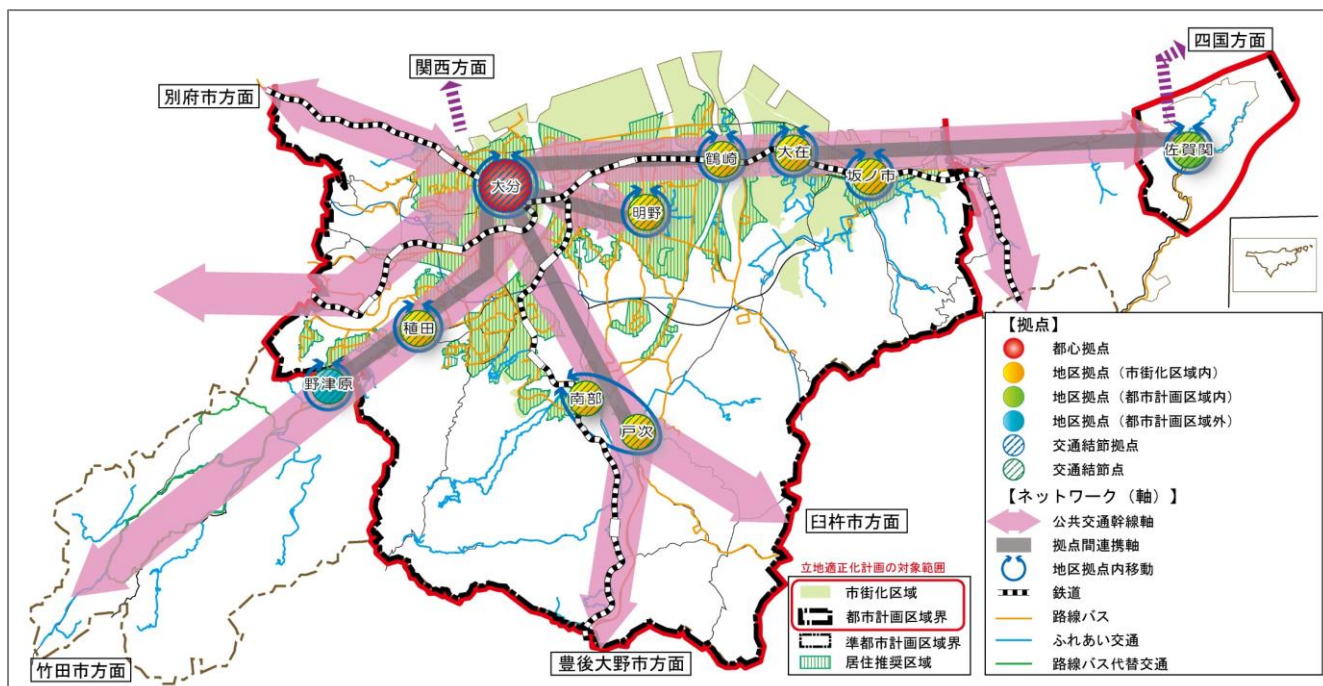 四国方面
関西方面
別府市方面
大分
鶴崎
大在
坂ノ市
佐賀関
明野
稙田
野津原
南部
戸次
臼杵市方面
豊後大野市方面
竹田市方面
【拠点】
都心拠点
地区拠点（市街化区域内）
地区拠点（都市計画区域内）
地区拠点（都市計画区域外）
交通結節拠点
交通結節点
【ネットワーク（軸）】
公共交通幹線軸
拠点間連携軸
地区拠点内移動
鉄道
路線バス
ふれあい交通
路線バス代替交通
立地適正化計画の対象範囲
市街化区域
都市計画区域界
準都市計画区域界
居住推奨区域